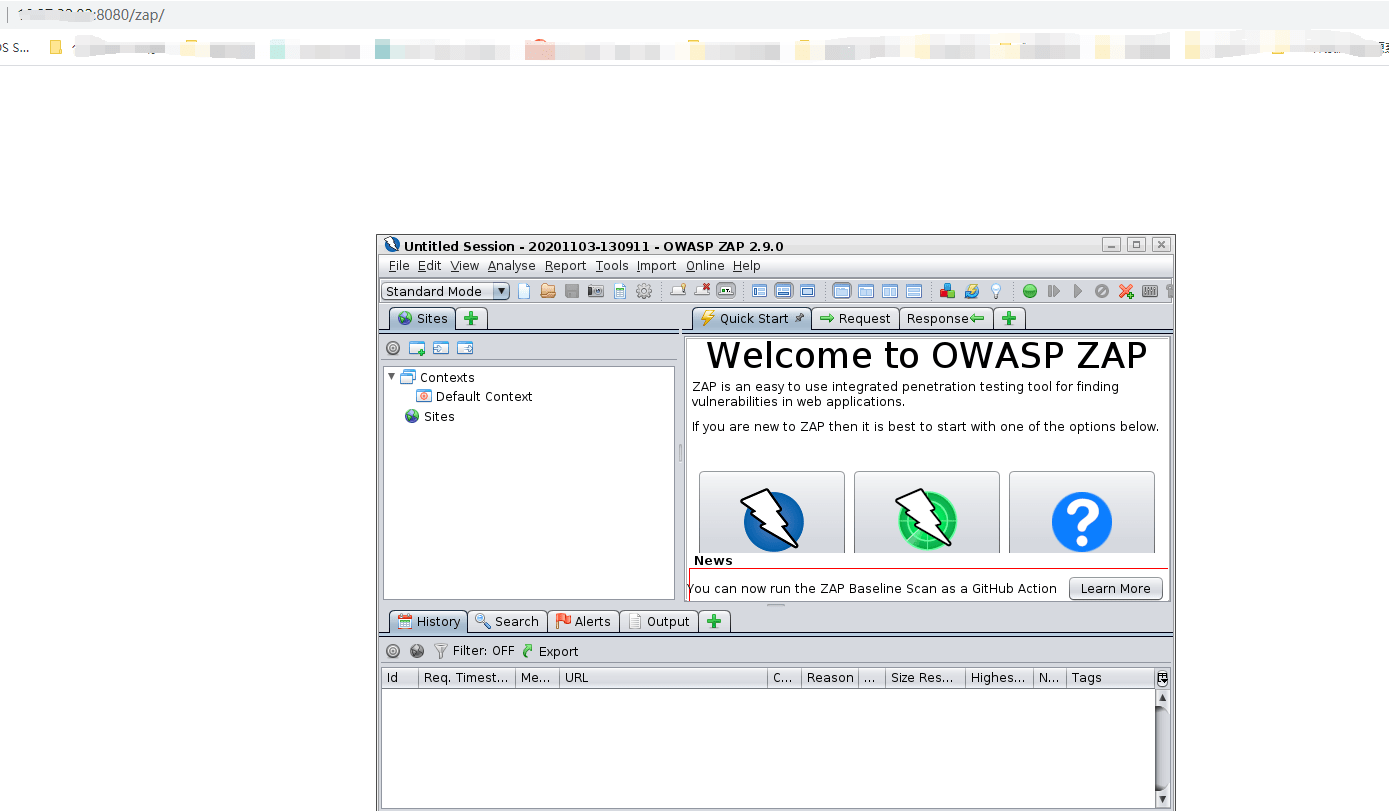 :8080/zap/
OS S...
Untitled Session - 20201103-130911 - OWASP ZAP 2.9.0
File Edit View Analyse Report Tools Import Online Help
Standard Mode
Sites
Quick Start Request Response
Contexts
Default Context
Sites
Welcome to OWASP ZAP
ZAP is an easy to use integrated penetration testing tool for finding
vulnerabilities in web applications.
If you are new to ZAP then it is best to start with one of the options below.
News
You can now run the ZAP Baseline Scan as a GitHub Action Learn More
History Search Alerts Output
Filter: OFF Export
Id Req. Timest... Me... URL C... Reason ... Size Res... Highes... N... Tags